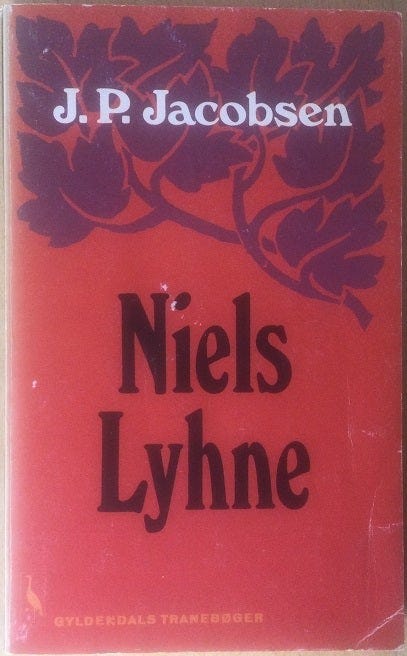 J. P. Jacobsen
Niels
Lyhne
GYLDENDALS TRANEBØGER